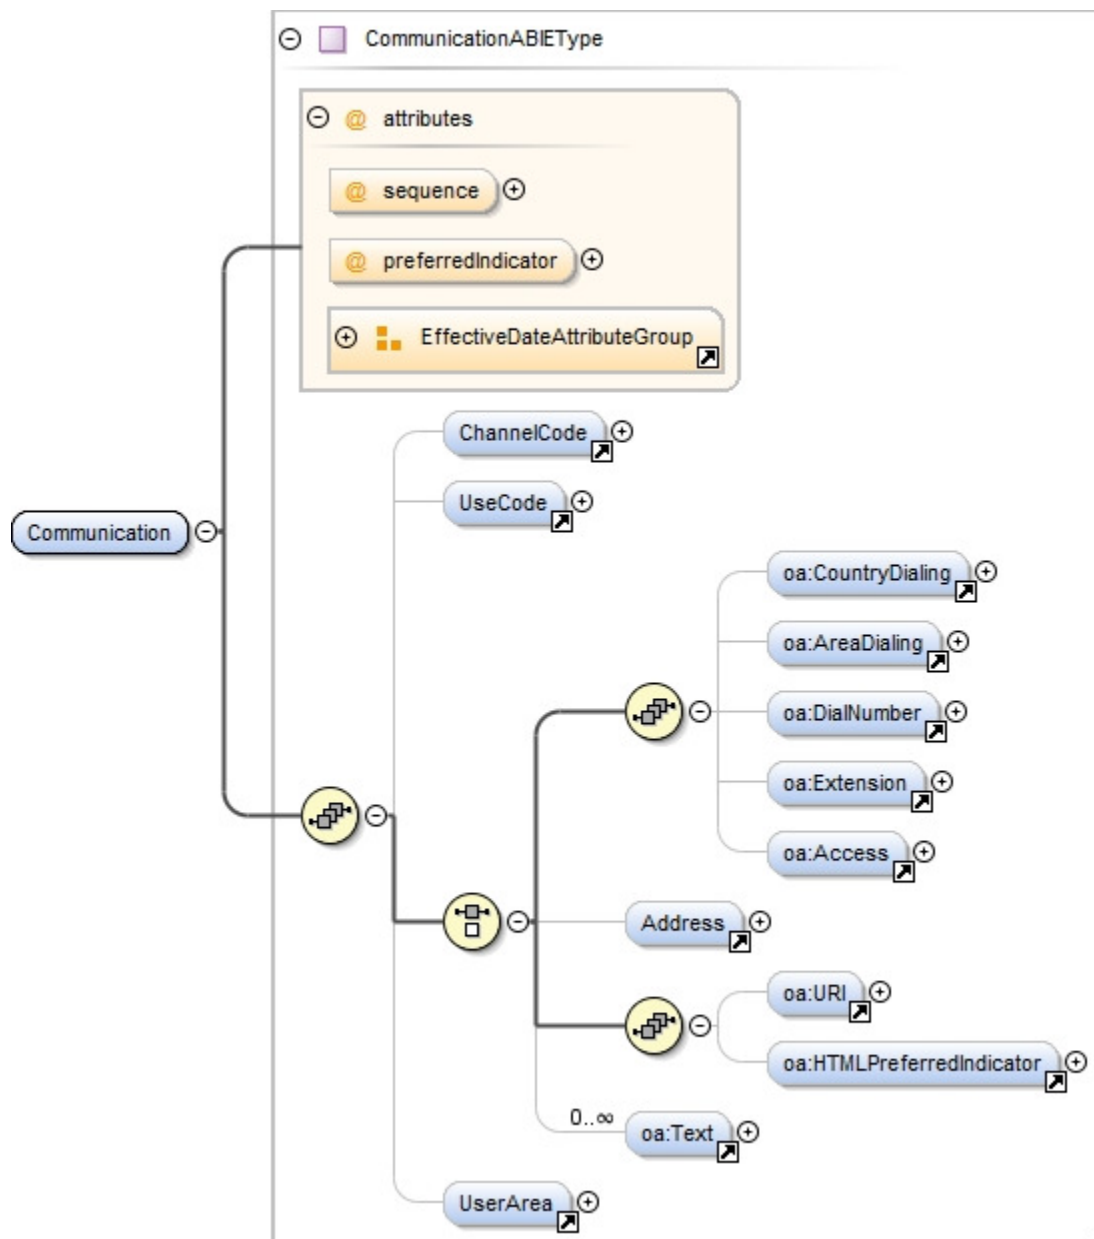 CommunicationABIEType
@ attributes
@ sequence
@ preferredIndicator
EffectiveDateAttributeGroup
ChannelCode
UseCode
Communication
oa:CountryDialing
oa:AreaDialing
oa:DialNumber
oa:Extension
oa:Access
Address
oa:URI
oa:HTMLPreferredIndicator
0..∞
oa:Text
UserArea